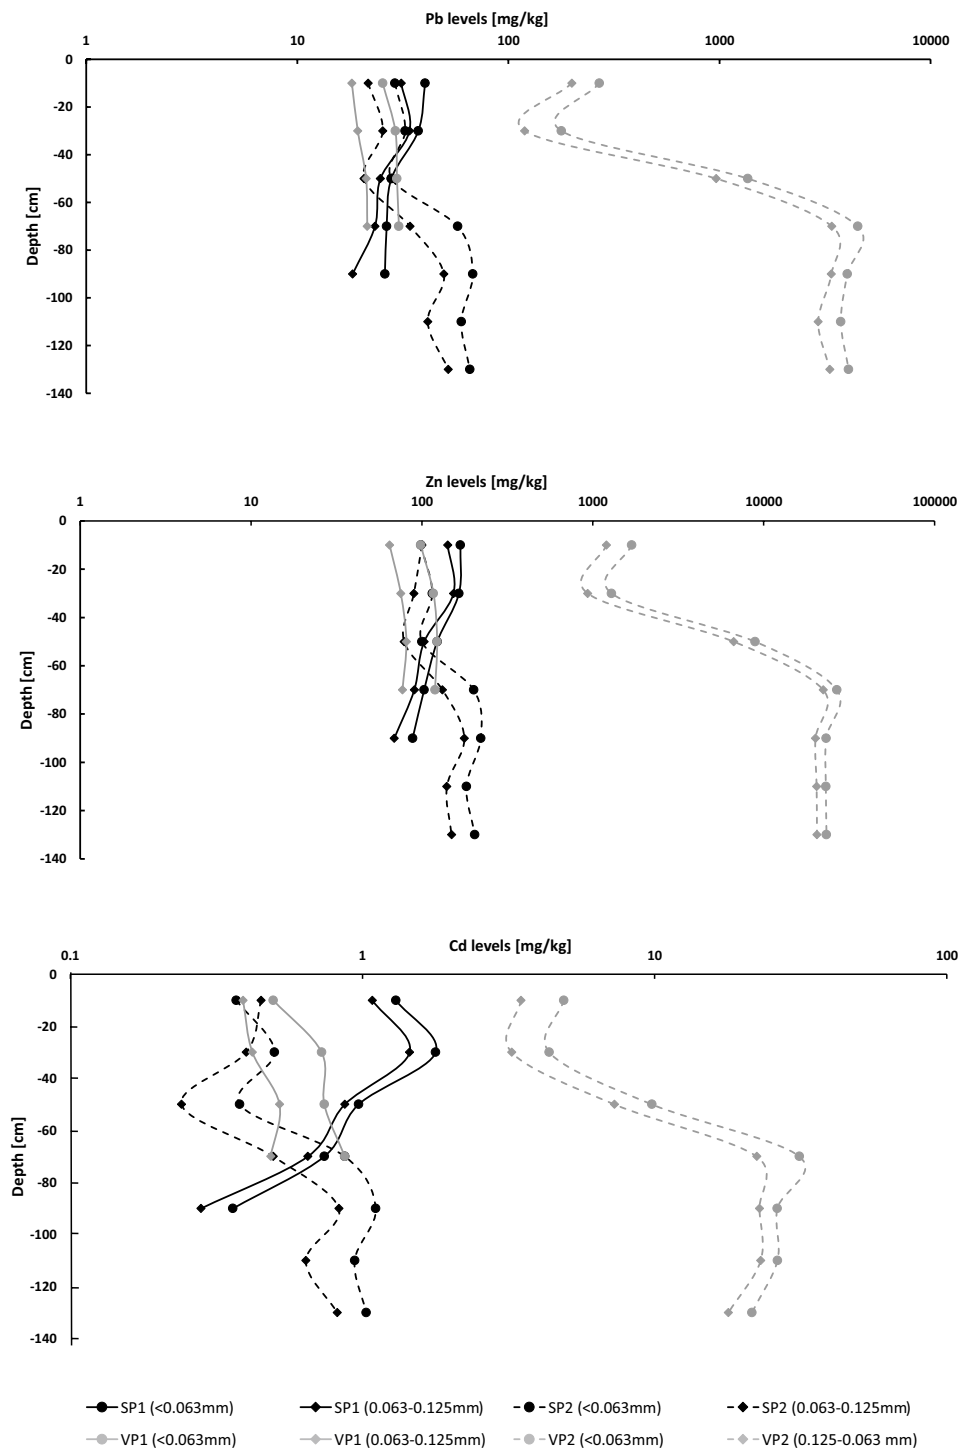 Pb levels [mg/kg]
1 10 100 1000 10000
0
-20
-40
-60
-80
-100
-120
-140
Depth [cm]
Zn levels [mg/kg]
1 10 100 1000 10000 100000
0
-20
-40
-60
-80
-100
-120
-140
Depth [cm]
Cd levels [mg/kg]
0.1 1 10 100
0
-20
-40
-60
-80
-100
-120
-140
Depth [cm]
SP1 (<0.063mm) SP1 (0.063-0.125mm) SP2 (<0.063mm) SP2 (0.063-0.125mm)
VP1 (<0.063mm) VP1 (0.063-0.125mm) VP2 (<0.063mm) VP2 (0.125-0.063 mm)